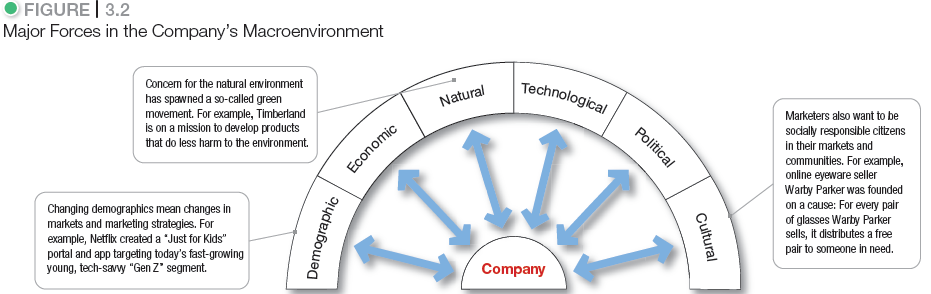 FIGURE | 3.2
Major Forces in the Company's Macroenvironment
Concern for the natural environment
has spawned a so-called green
movement. For example, Timberland
is on a mission to develop products
that do less harm to the environment.
Changing demographics mean changes in
markets and marketing strategies. For
example, Netflix created a “Just for Kids”
portal and app targeting today's fast-growing
young, tech-savvy “Gen Z” segment.
Demographic
Economic
Natural
Technological
Political
Cultural
Company
Marketers also want to be
socially responsible citizens
in their markets and
communities. For example,
online eyeware seller
Warby Parker was founded
on a cause: For every pair
of glasses Warby Parker
sells, it distributes a free
pair to someone in need.